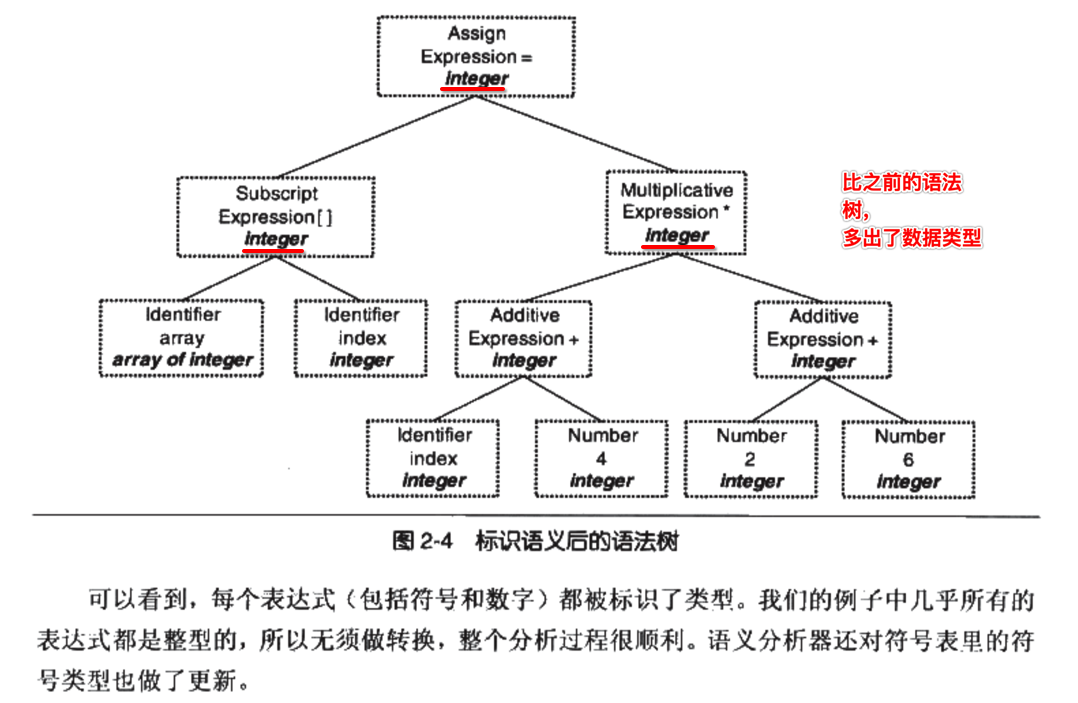 Assign
Expression =
integer
Subscript
Expression[ ]
integer
Multiplicative
Expression *
integer
比之前的语法
树，
多出了数据类型
Identifier
array
array of integer
Identifier
index
integer
Additive
Expression +
integer
Additive
Expression +
integer
Identifier
index
integer
Number
4
integer
Number
2
integer
Number
6
integer
图 2-4 标识语义后的语法树
可以看到，每个表达式（包括符号和数字）都被标识了类型。我们的例子中几乎所有的
表达式都是整型的，所以无须做转换，整个分析过程很顺利。语义分析器还对符号表里的符
号类型也做了更新。